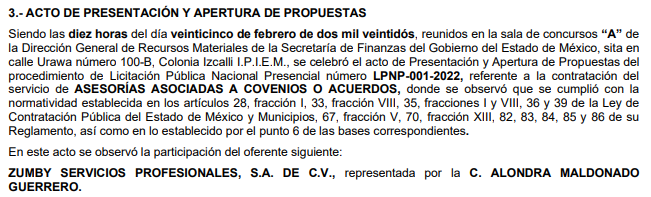 3.- ACTO DE PRESENTACIÓN Y APERTURA DE PROPUESTAS
Siendo las diez horas del día veinticinco de febrero de dos mil veintidós, reunidos en la sala de concursos “A” de
la Dirección General de Recursos Materiales de la Secretaría de Finanzas del Gobierno del Estado de México, sita en
calle Urawa número 100-B, Colonia Izcalli I.P.I.E.M., se celebró el acto de Presentación y Apertura de Propuestas del
procedimiento de Licitación Pública Nacional Presencial número LPNP-001-2022, referente a la contratación del
servicio de ASESORÍAS ASOCIADAS A COVENIOS O ACUERDOS, donde se observó que se cumplió con la
normatividad establecida en los artículos 28, fracción I, 33, fracción VIII, 35, fracciones I y VIII, 36 y 39 de la Ley de
Contratación Pública del Estado de México y Municipios, 67, fracción V, 70, fracción XIII, 82, 83, 84, 85 y 86 de su
Reglamento, así como en lo establecido por el punto 6 de las bases correspondientes.
En este acto se observó la participación del oferente siguiente:
ZUMBY SERVICIOS PROFESIONALES, S.A. DE C.V., representada por la C. ALONDRA MALDONADO
GUERRERO.